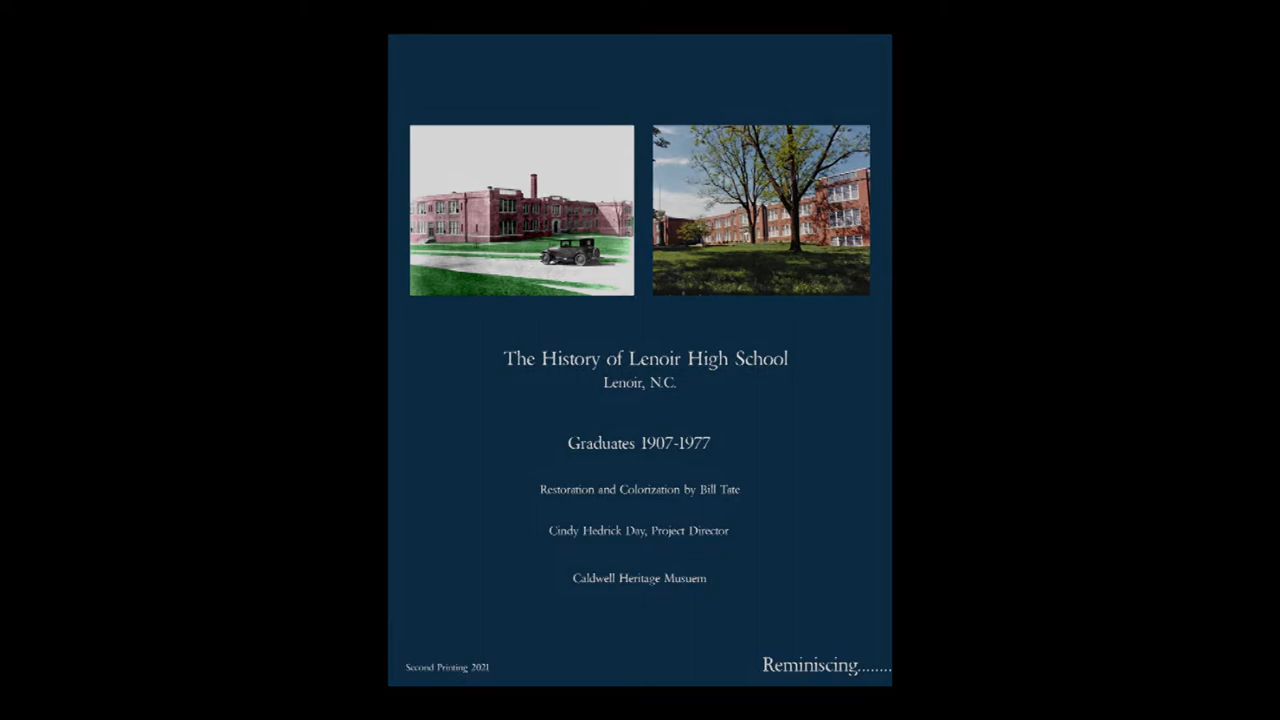 The History of Lenoir High School
Lenoir, N.C.
Graduates 1907-1977
Restoration and Colorization by Bill Tate
Cindy Hedrick Day, Project Director
Caldwell Heritage Musuem
Second Printing 2021
Reminiscing........